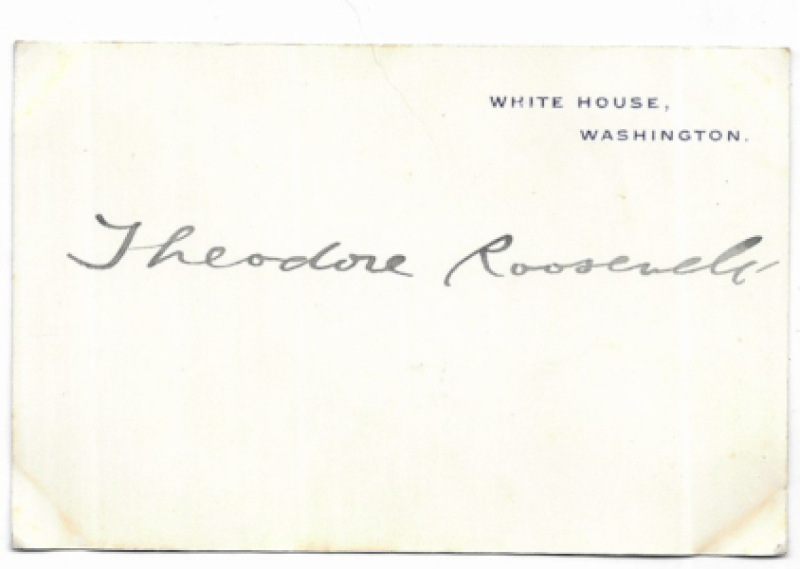 WHITE HOUSE,
WASHINGTON.
Theodore Roosevelt